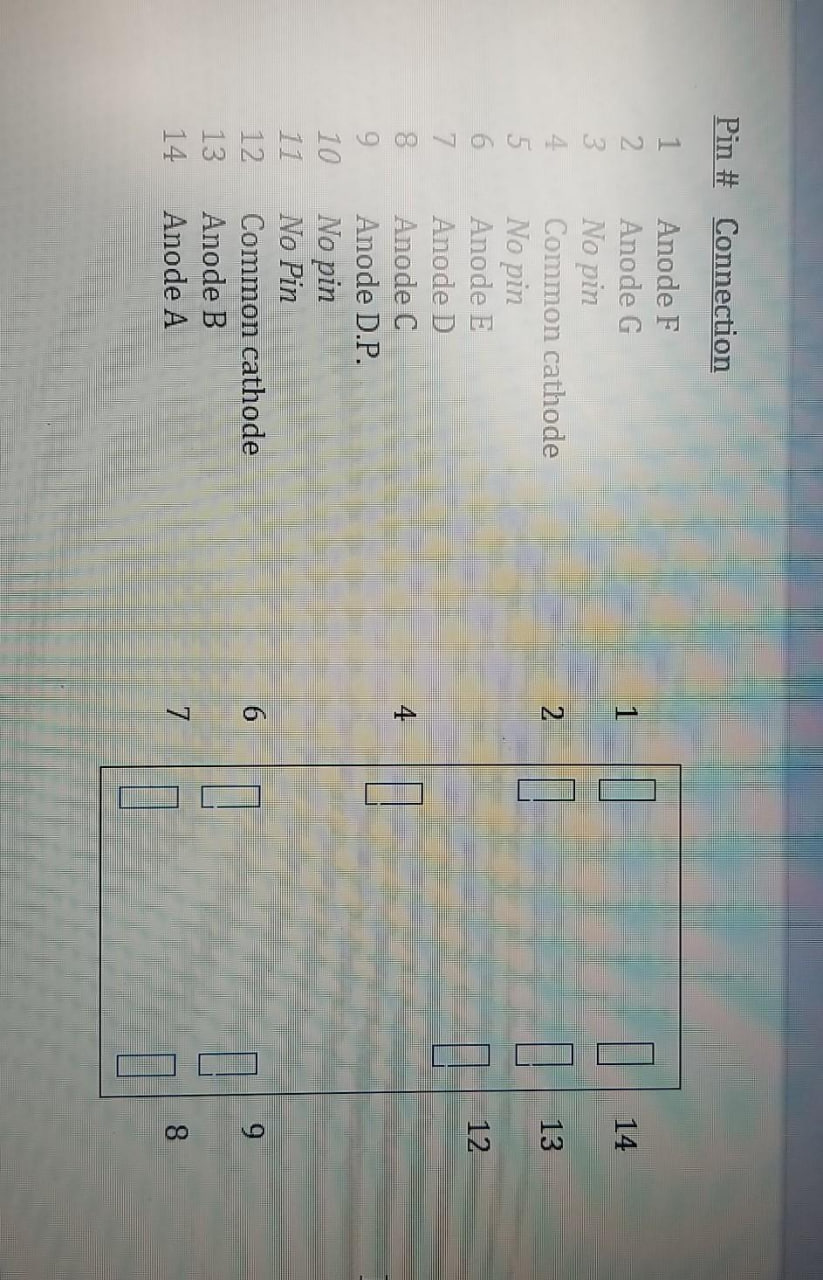 Pin # Connection
1 Anode F
2 Anode G
3 No pin
4 Common cathode
5 No pin
6 Anode E
7 Anode D
8 Anode C
9 Anode D.P.
10 No pin
11 No Pin
12 Common cathode
13 Anode B
14 Anode A
1 14
2 13
12
4
6 9
7 8